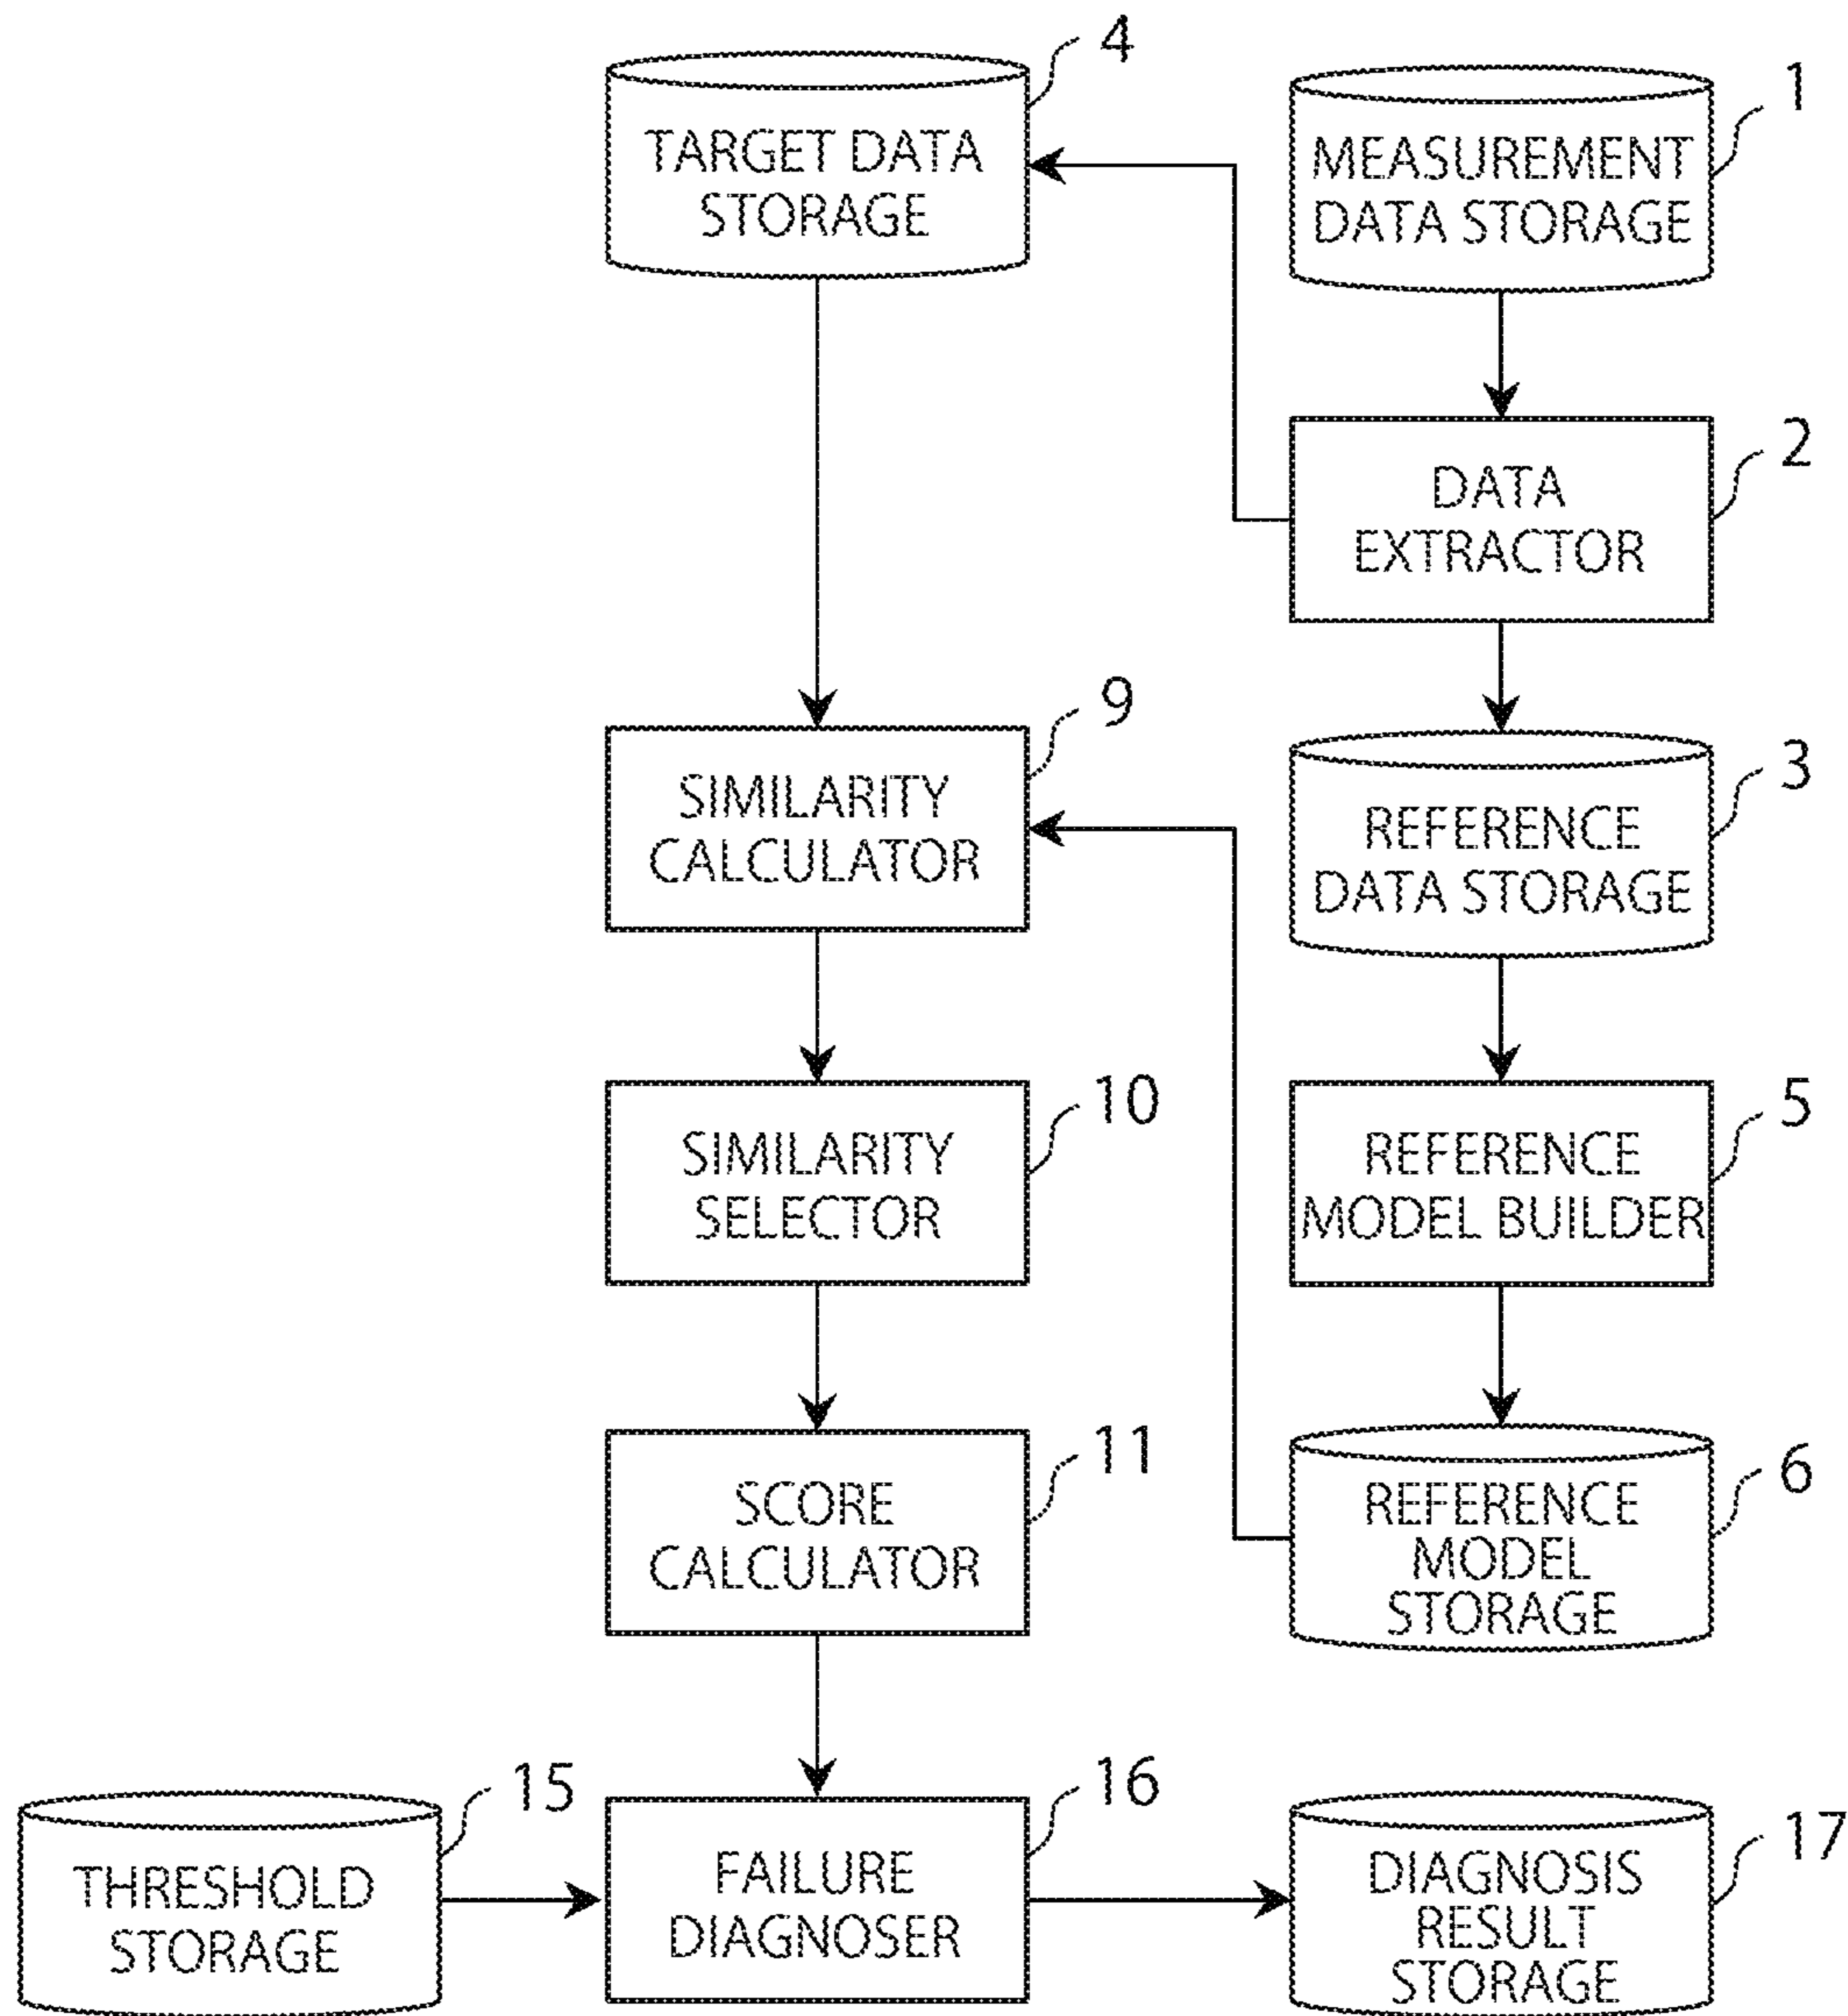 4
TARGET DATA
STORAGE
1
MEASUREMENT
DATA STORAGE
2
DATA
EXTRACTOR
9
SIMILARITY
CALCULATOR
3
REFERENCE
DATA STORAGE
10
SIMILARITY
SELECTOR
5
REFERENCE
MODEL BUILDER
11
SCORE
CALCULATOR
6
REFERENCE
MODEL
STORAGE
15
THRESHOLD
STORAGE
16
FAILURE
DIAGNOSER
17
DIAGNOSIS
RESULT
STORAGE